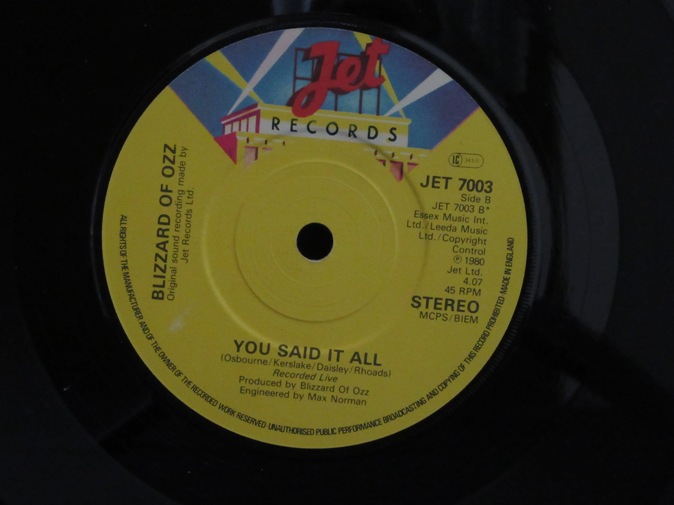 Jet
RECORDS
BLIZZARD OF OZZ
Original sound recording made by
Jet Records Ltd.
JET 7003
Side B
JET 7003 B*
Essex Music Int.
Ltd./Leeda Music
Ltd./Copyright
Control
℗ 1980
Jet Ltd.
4.07
45 RPM
STEREO
MCPS/BIEM
YOU SAID IT ALL
(Osbourne/Kerslake/Daisley/Rhoads)
Recorded Live
Produced by Blizzard Of Ozz
Engineered by Max Norman
ALL RIGHTS OF THE MANUFACTURER AND OF THE OWNER OF THE RECORDED WORK RESERVED UNAUTHORISED PUBLIC PERFORMANCE BROADCASTING AND COPYING OF THIS RECORD PROHIBITED MADE IN ENGLAND